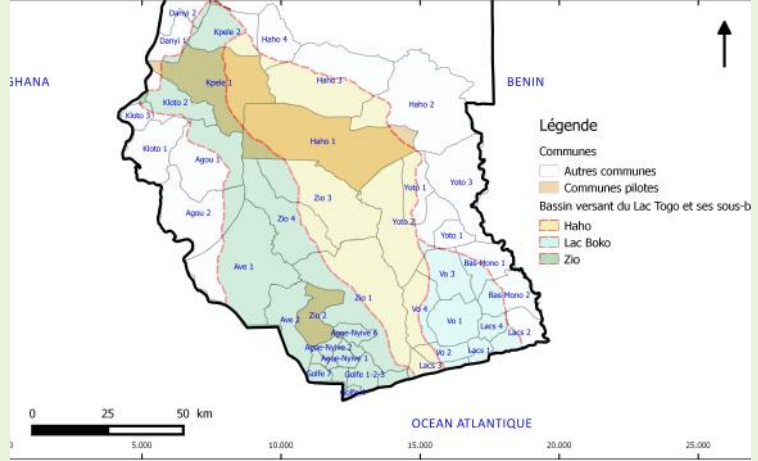 Danyi 2
Danyi 1
Kpele 2
Haho 4
GHANA
Kpele 1
Haho 3
BENIN
Kloto 2
Haho 2
Kloto 3
Kloto 1
Agou 1
Haho 1
Agou 2
Zio 3
Yoto 1
Yoto 3
Zio 4
Yoto 2
Yoto 1
Ave 1
Vo 3
Bas-Mono 1
Bas-Mono 2
Zio 1
Vo 4
Ave 2
Zio 2
Vo 1
Lacs 4
Lacs 2
Agoe-Nyive 6
Agoe-Nyive 2
Agoe-Nyive 1
Vo 2
Lacs 1
Lacs 3
Golfe 7
Golfe 1-2-3
Légende
Communes
Autres communes
Communes pilotes
Bassin versant du Lac Togo et ses sous-b
Haho
Lac Boko
Zio
0 25 50 km
OCEAN ATLANTIQUE
0 5.000 10.000 15.000 20.000 25.000